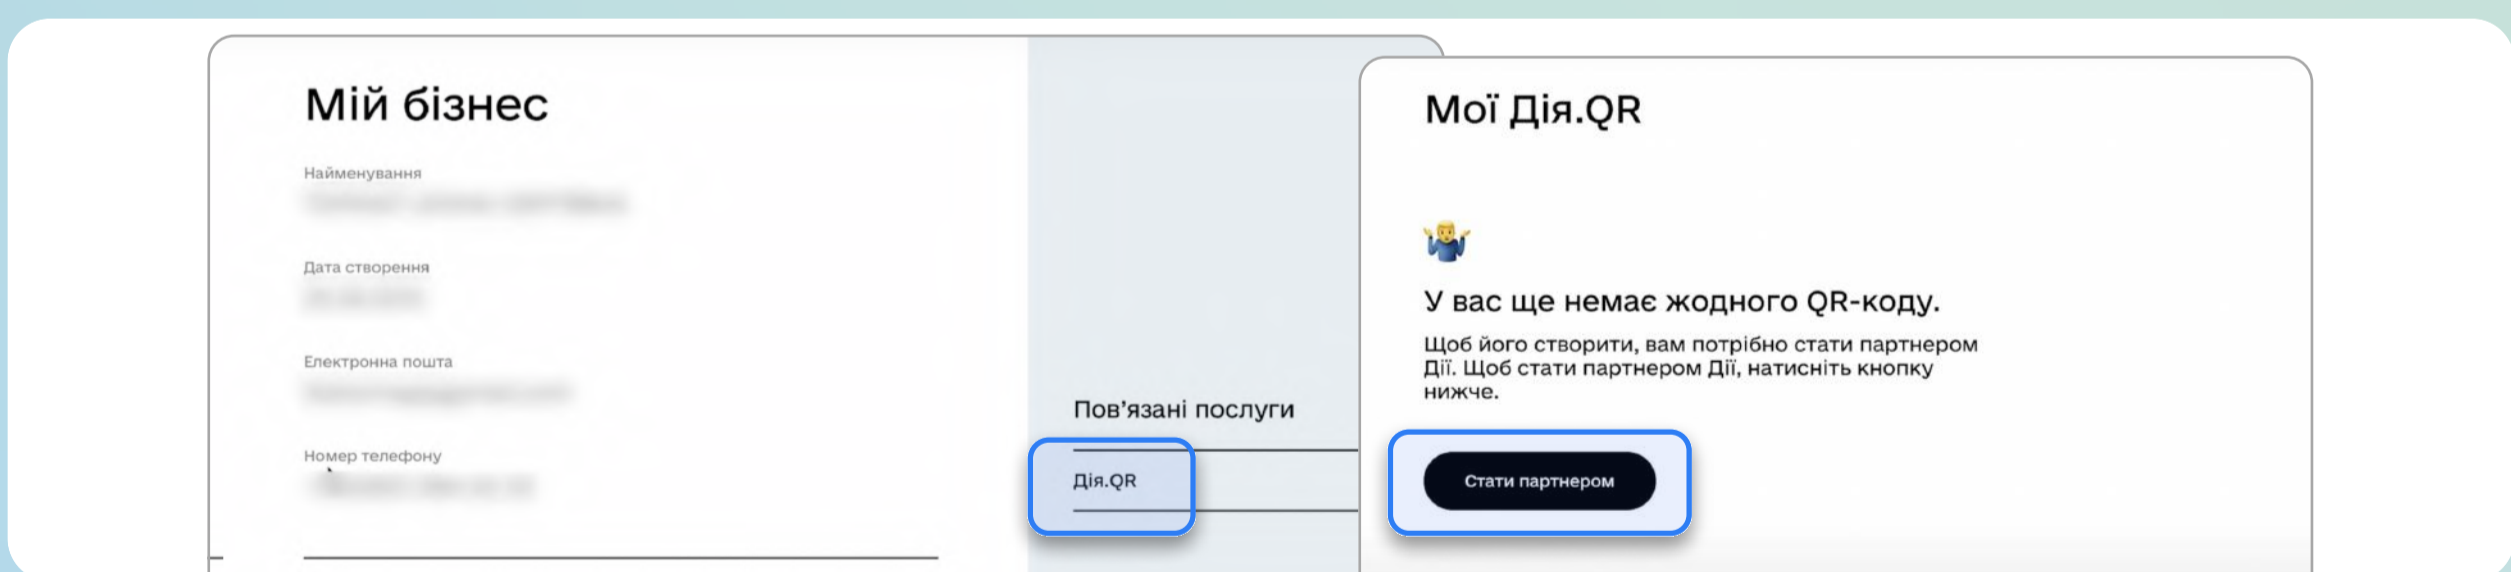 Мій бізнес
Найменування
Дата створення
Електронна пошта
Номер телефону
Пов’язані послуги
Дія.QR
Мої Дія.QR
У вас ще немає жодного QR-коду.
Щоб його створити, вам потрібно стати партнером
Дії. Щоб стати партнером Дії, натисніть кнопку
нижче.
Стати партнером